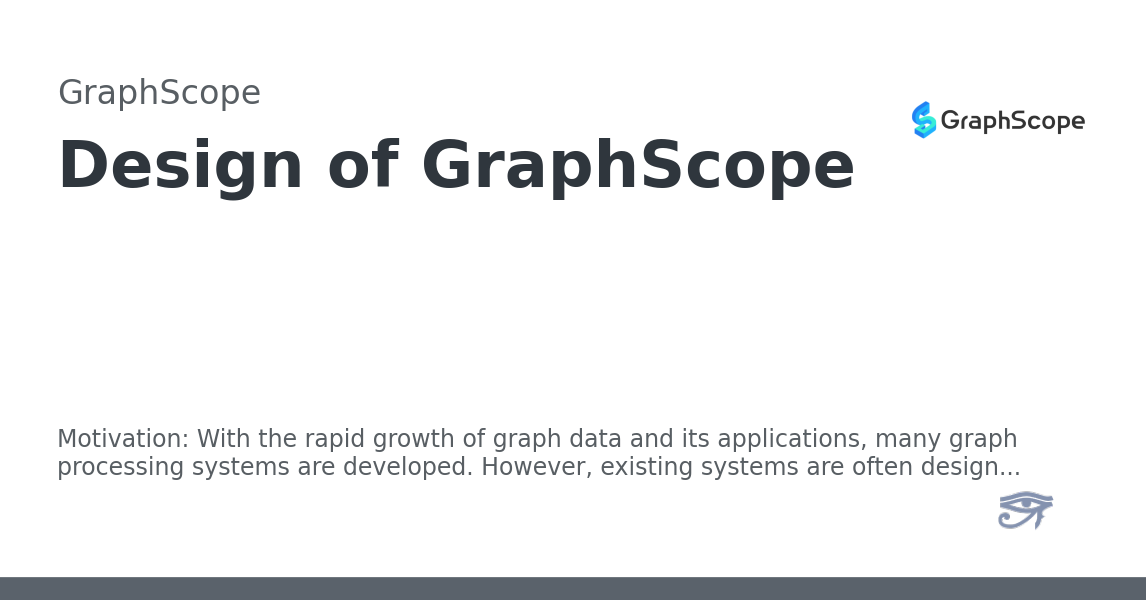 GraphScope
GraphScope
Design of GraphScope
Motivation: With the rapid growth of graph data and its applications, many graph
processing systems are developed. However, existing systems are often design...